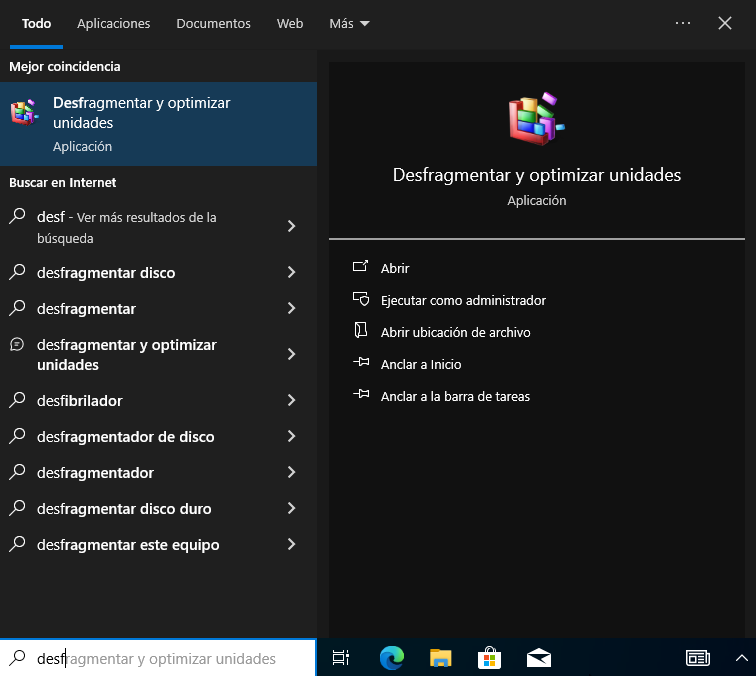 Todo Aplicaciones Documentos Web Más
Mejor coincidencia
Desfragmentar y optimizar
unidades
Aplicación
Buscar en Internet
desf - Ver más resultados de la
búsqueda
desfragmentar disco
desfragmentar
desfragmentar y optimizar
unidades
desfibrilador
desfragmentador de disco
desfragmentador
desfragmentar disco duro
desfragmentar este equipo
Desfragmentar y optimizar unidades
Aplicación
Abrir
Ejecutar como administrador
Abrir ubicación de archivo
Anclar a Inicio
Anclar a la barra de tareas
desfragmentar y optimizar unidades